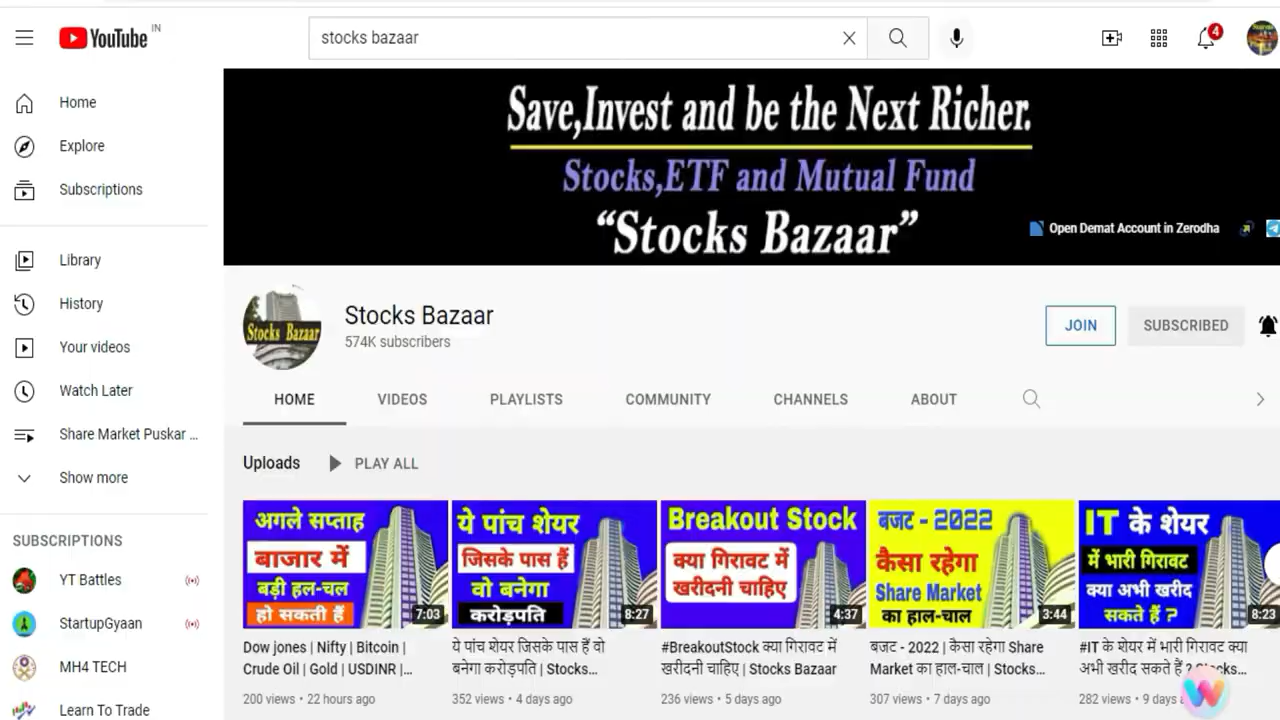 YouTube IN
stocks bazaar
4
Home
Explore
Subscriptions
Library
History
Your videos
Watch Later
Share Market Puskar ...
Show more
SUBSCRIPTIONS
YT Battles
StartupGyaan
MH4 TECH
Learn To Trade
Save,Invest and be the Next Richer.
Stocks,ETF and Mutual Fund
“Stocks Bazaar”
Open Demat Account in Zerodha
Stocks Bazaar
Stocks Bazaar
574K subscribers
JOIN
SUBSCRIBED
HOME VIDEOS PLAYLISTS COMMUNITY CHANNELS ABOUT
Uploads PLAY ALL
अगले सप्ताह
बाजार में
बड़ी हल-चल
हो सकती हैं
7:03
Dow jones | Nifty | Bitcoin |
Crude Oil | Gold | USDINR |...
200 views • 22 hours ago
ये पांच शेयर
जिसके पास हैं
वो बनेगा
करोड़पति
8:27
ये पांच शेयर जिसके पास हैं वो
बनेगा करोड़पति | Stocks...
352 views • 4 days ago
Breakout Stock
क्या गिरावट में
खरीदनी चाहिए
4:37
#BreakoutStock क्या गिरावट में
खरीदनी चाहिए | Stocks Bazaar
236 views • 5 days ago
बजट - 2022
कैसा रहेगा
Share Market
का हाल-चाल
3:44
बजट - 2022 | कैसा रहेगा Share
Market का हाल-चाल | Stocks...
307 views • 7 days ago
IT के शेयर
में भारी गिरावट
क्या अभी खरीद
सकते हैं ?
8:23
#IT के शेयर में भारी गिरावट क्या
अभी खरीद सकते हैं ?
282 views • 9 days